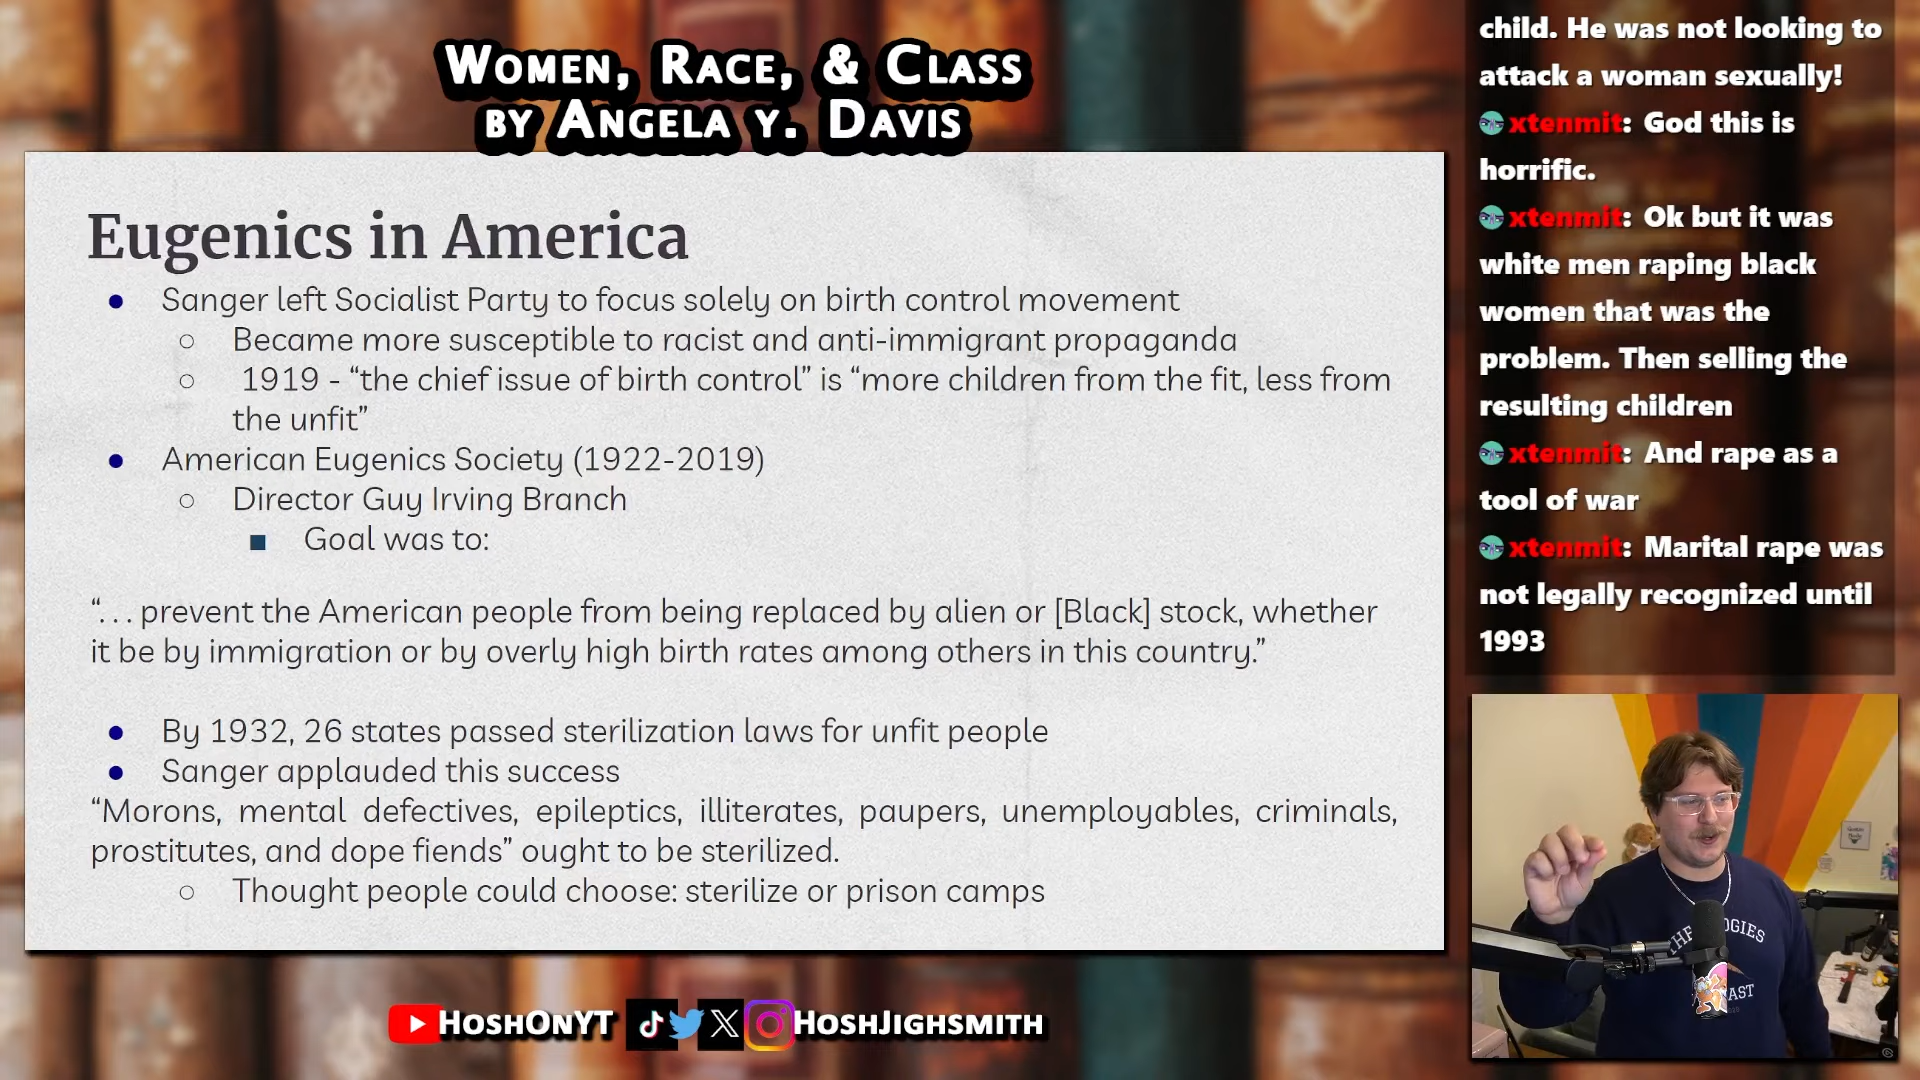 WOMEN, RACE, & CLASS
BY ANGELA Y. DAVIS
Eugenics in America
● Sanger left Socialist Party to focus solely on birth control movement
○ Became more susceptible to racist and anti-immigrant propaganda
○ 1919 - “the chief issue of birth control” is “more children from the fit, less from
the unfit”
● American Eugenics Society (1922-2019)
○ Director Guy Irving Branch
■ Goal was to:
“. . . prevent the American people from being replaced by alien or [Black] stock, whether
it be by immigration or by overly high birth rates among others in this country.”
● By 1932, 26 states passed sterilization laws for unfit people
● Sanger applauded this success
“Morons, mental defectives, epileptics, illiterates, paupers, unemployables, criminals,
prostitutes, and dope fiends” ought to be sterilized.
○ Thought people could choose: sterilize or prison camps
HOSHONYT
HOSHJIGHSMITH
child. He was not looking to
attack a woman sexually!
xtenmit: God this is
horrific.
xtenmit: Ok but it was
white men raping black
women that was the
problem. Then selling the
resulting children
xtenmit: And rape as a
tool of war
xtenmit: Marital rape was
not legally recognized until
1993